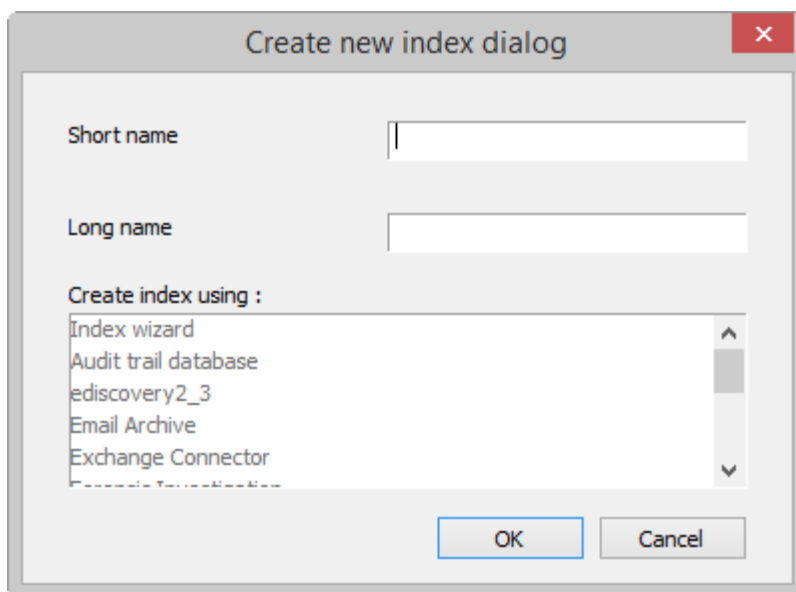 Create new index dialog
Short name
Long name
Create index using :
Index wizard
Audit trail database
ediscovery2_3
Email Archive
Exchange Connector
OK Cancel